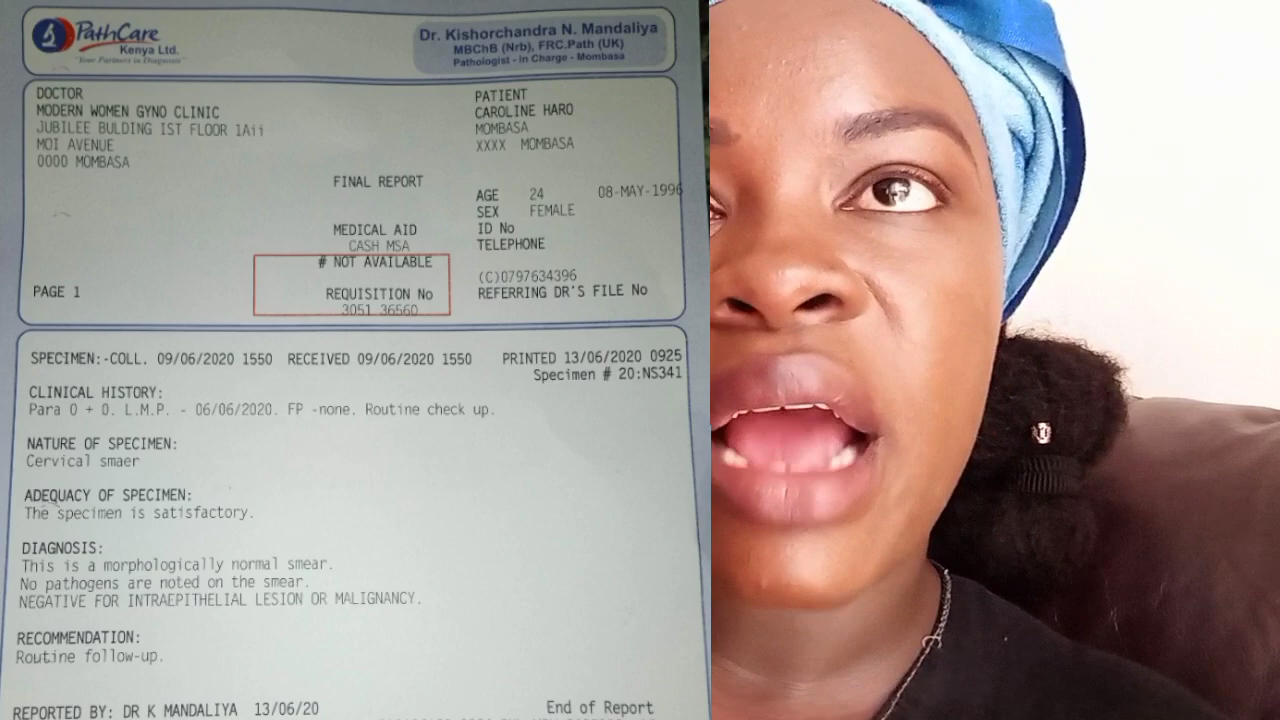 PathCare
Kenya Ltd.
"Your Partners in Diagnosis"
Dr. Kishorchandra N. Mandaliya
MBChB (Nrb), FRC.Path (UK)
Pathologist - in Charge - Mombasa
DOCTOR
MODERN WOMEN GYNO CLINIC
JUBILEE BULDING IST FLOOR 1Aii
MOI AVENUE
0000 MOMBASA
PATIENT
CAROLINE HARO
MOMBASA
XXXX MOMBASA
FINAL REPORT
AGE 24 08-MAY-1996
SEX FEMALE
MEDICAL AID
CASH MSA
# NOT AVAILABLE
ID No
TELEPHONE
(C)0797634396
PAGE 1
REQUISITION No
3051 36560
REFERRING DR'S FILE No
SPECIMEN:-COLL. 09/06/2020 1550 RECEIVED 09/06/2020 1550 PRINTED 13/06/2020 0925
Specimen # 20:NS341
CLINICAL HISTORY:
Para 0 + 0. L.M.P. - 06/06/2020. FP -none. Routine check up.
NATURE OF SPECIMEN:
Cervical smaer
ADEQUACY OF SPECIMEN:
The specimen is satisfactory.
DIAGNOSIS:
This is a morphologically normal smear.
No pathogens are noted on the smear.
NEGATIVE FOR INTRAEPITHELIAL LESION OR MALIGNANCY.
RECOMMENDATION:
Routine follow-up.
REPORTED BY: DR K MANDALIYA 13/06/20 End of Report